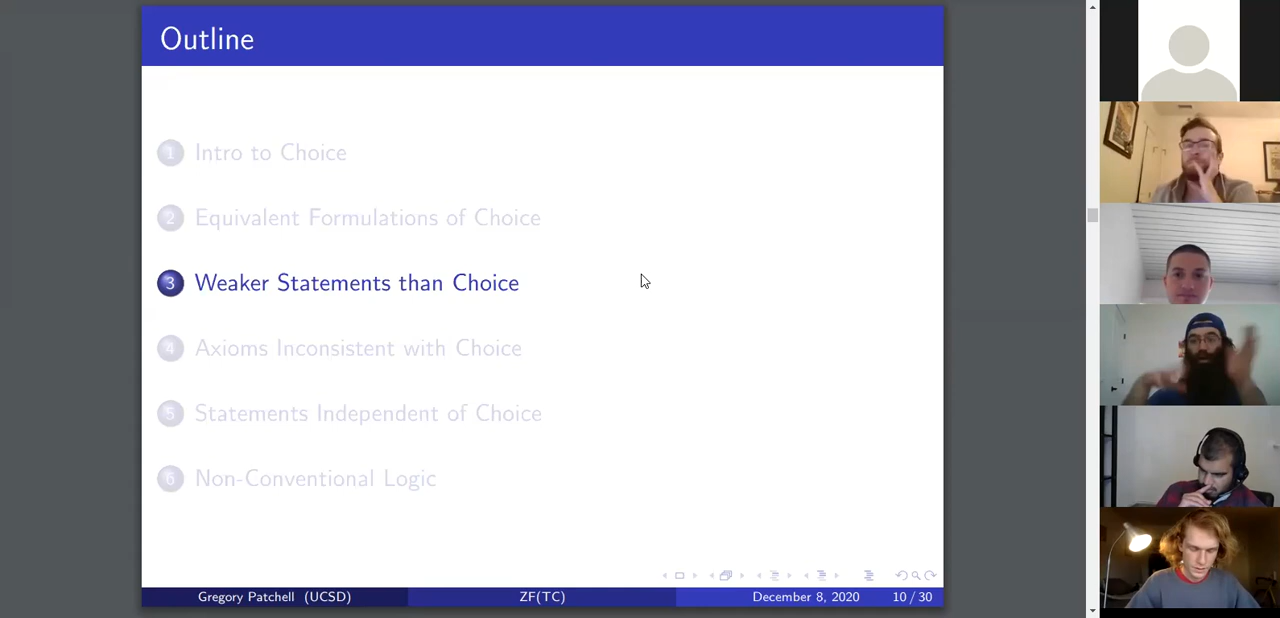 Outline
1 Intro to Choice
2 Equivalent Formulations of Choice
3 Weaker Statements than Choice
4 Axioms Inconsistent with Choice
5 Statements Independent of Choice
6 Non-Conventional Logic
Gregory Patchell (UCSD) ZF(TC) December 8, 2020 10 / 30